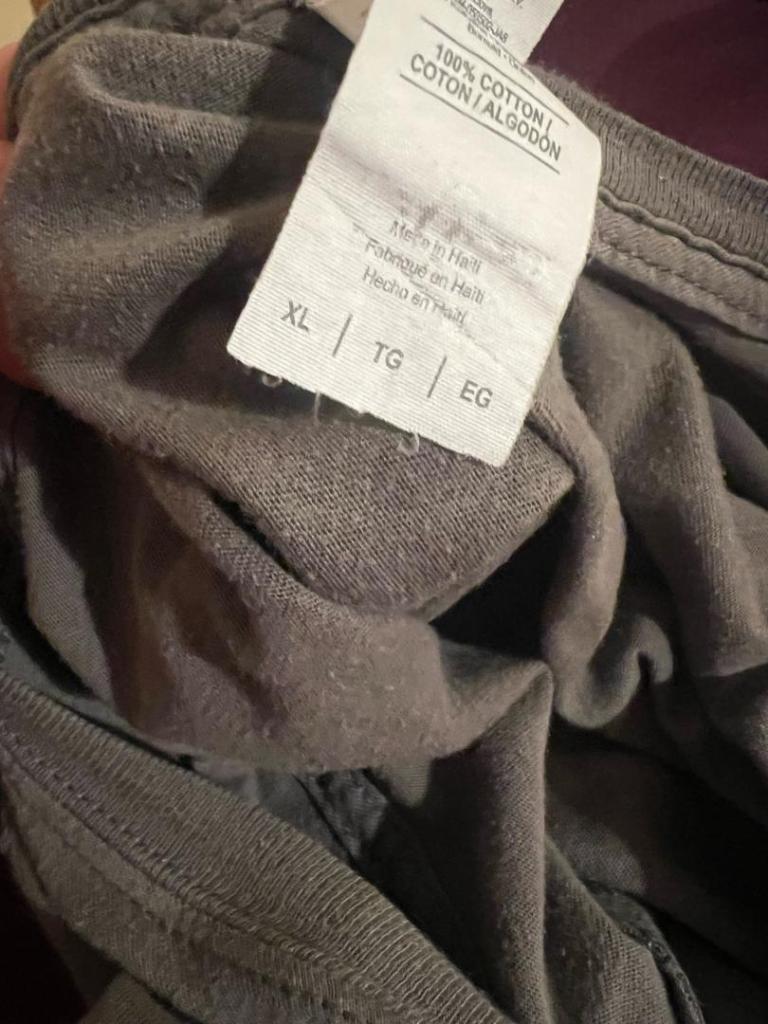 100% COTTON /
COTON / ALGODÓN
Made in Haiti
Fabriqué en Haïti
Hecho en Haití
XL | TG | EG